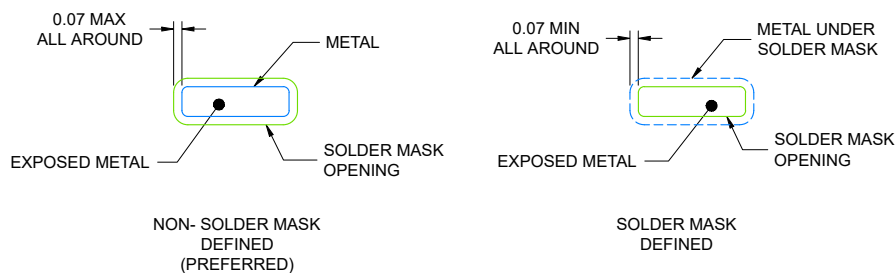 0.07 MAX
ALL AROUND
METAL
EXPOSED METAL
SOLDER MASK
OPENING
NON- SOLDER MASK
DEFINED
(PREFERRED)
0.07 MIN
ALL AROUND
METAL UNDER
SOLDER MASK
EXPOSED METAL
SOLDER MASK
OPENING
SOLDER MASK
DEFINED